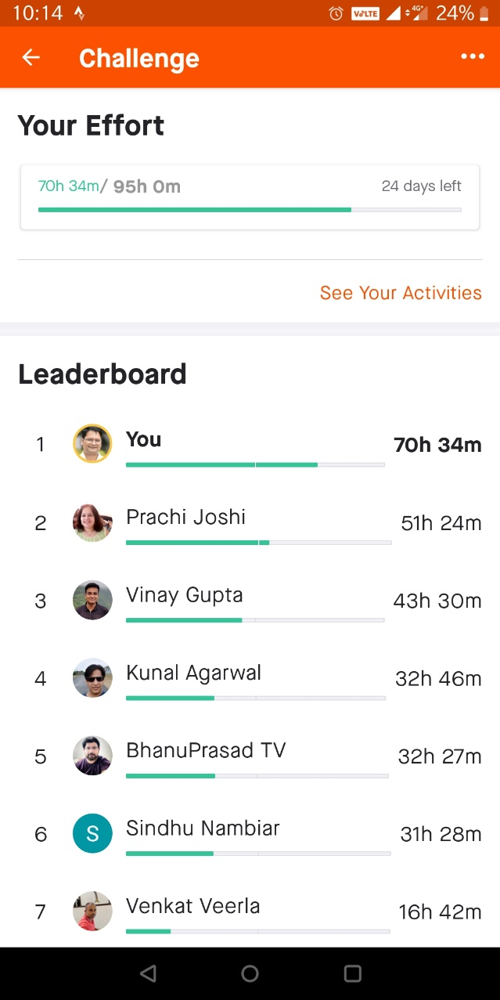 10:14 VoLTE 4G+ 24%
Challenge
Your Effort
70h 34m/ 95h 0m 24 days left
See Your Activities
Leaderboard
1 You 70h 34m
2 Prachi Joshi 51h 24m
3 Vinay Gupta 43h 30m
4 Kunal Agarwal 32h 46m
5 BhanuPrasad TV 32h 27m
6 S Sindhu Nambiar 31h 28m
7 Venkat Veerla 16h 42m